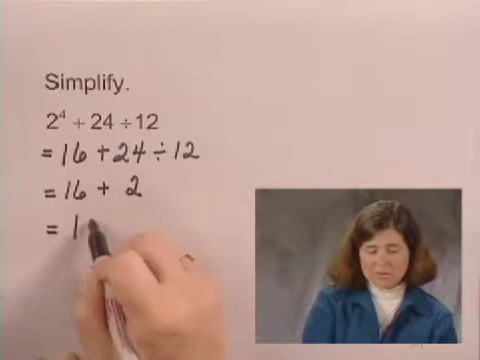 Simplify.
2⁴ + 24 ÷ 12
= 16 + 24 ÷ 12
= 16 + 2
= 1